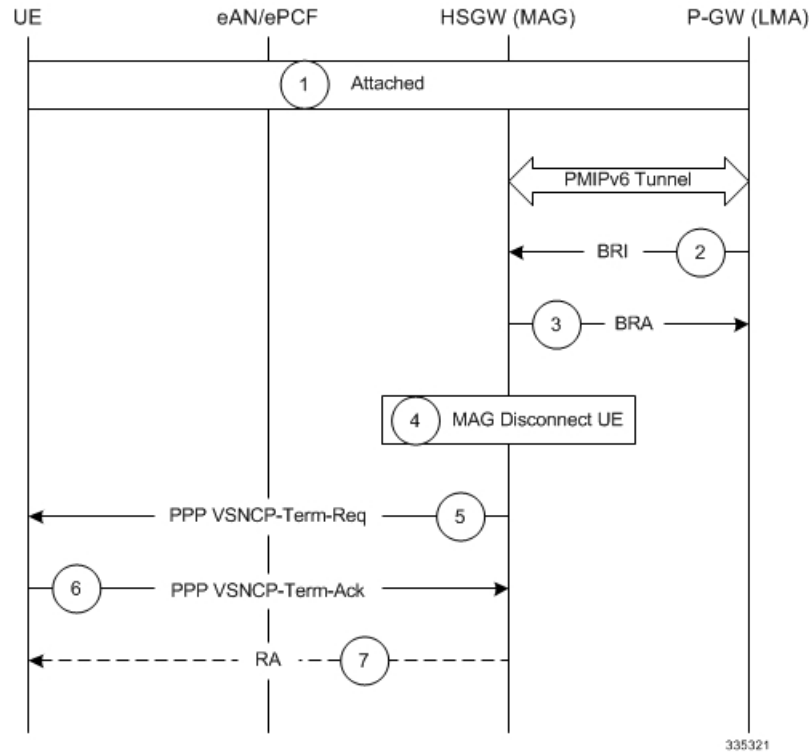 UE eAN/ePCF HSGW (MAG) P-GW (LMA)
1 Attached
PMIPv6 Tunnel
BRI 2
3 BRA
4 MAG Disconnect UE
PPP VSNCP-Term-Req 5
6 PPP VSNCP-Term-Ack
RA 7
335321